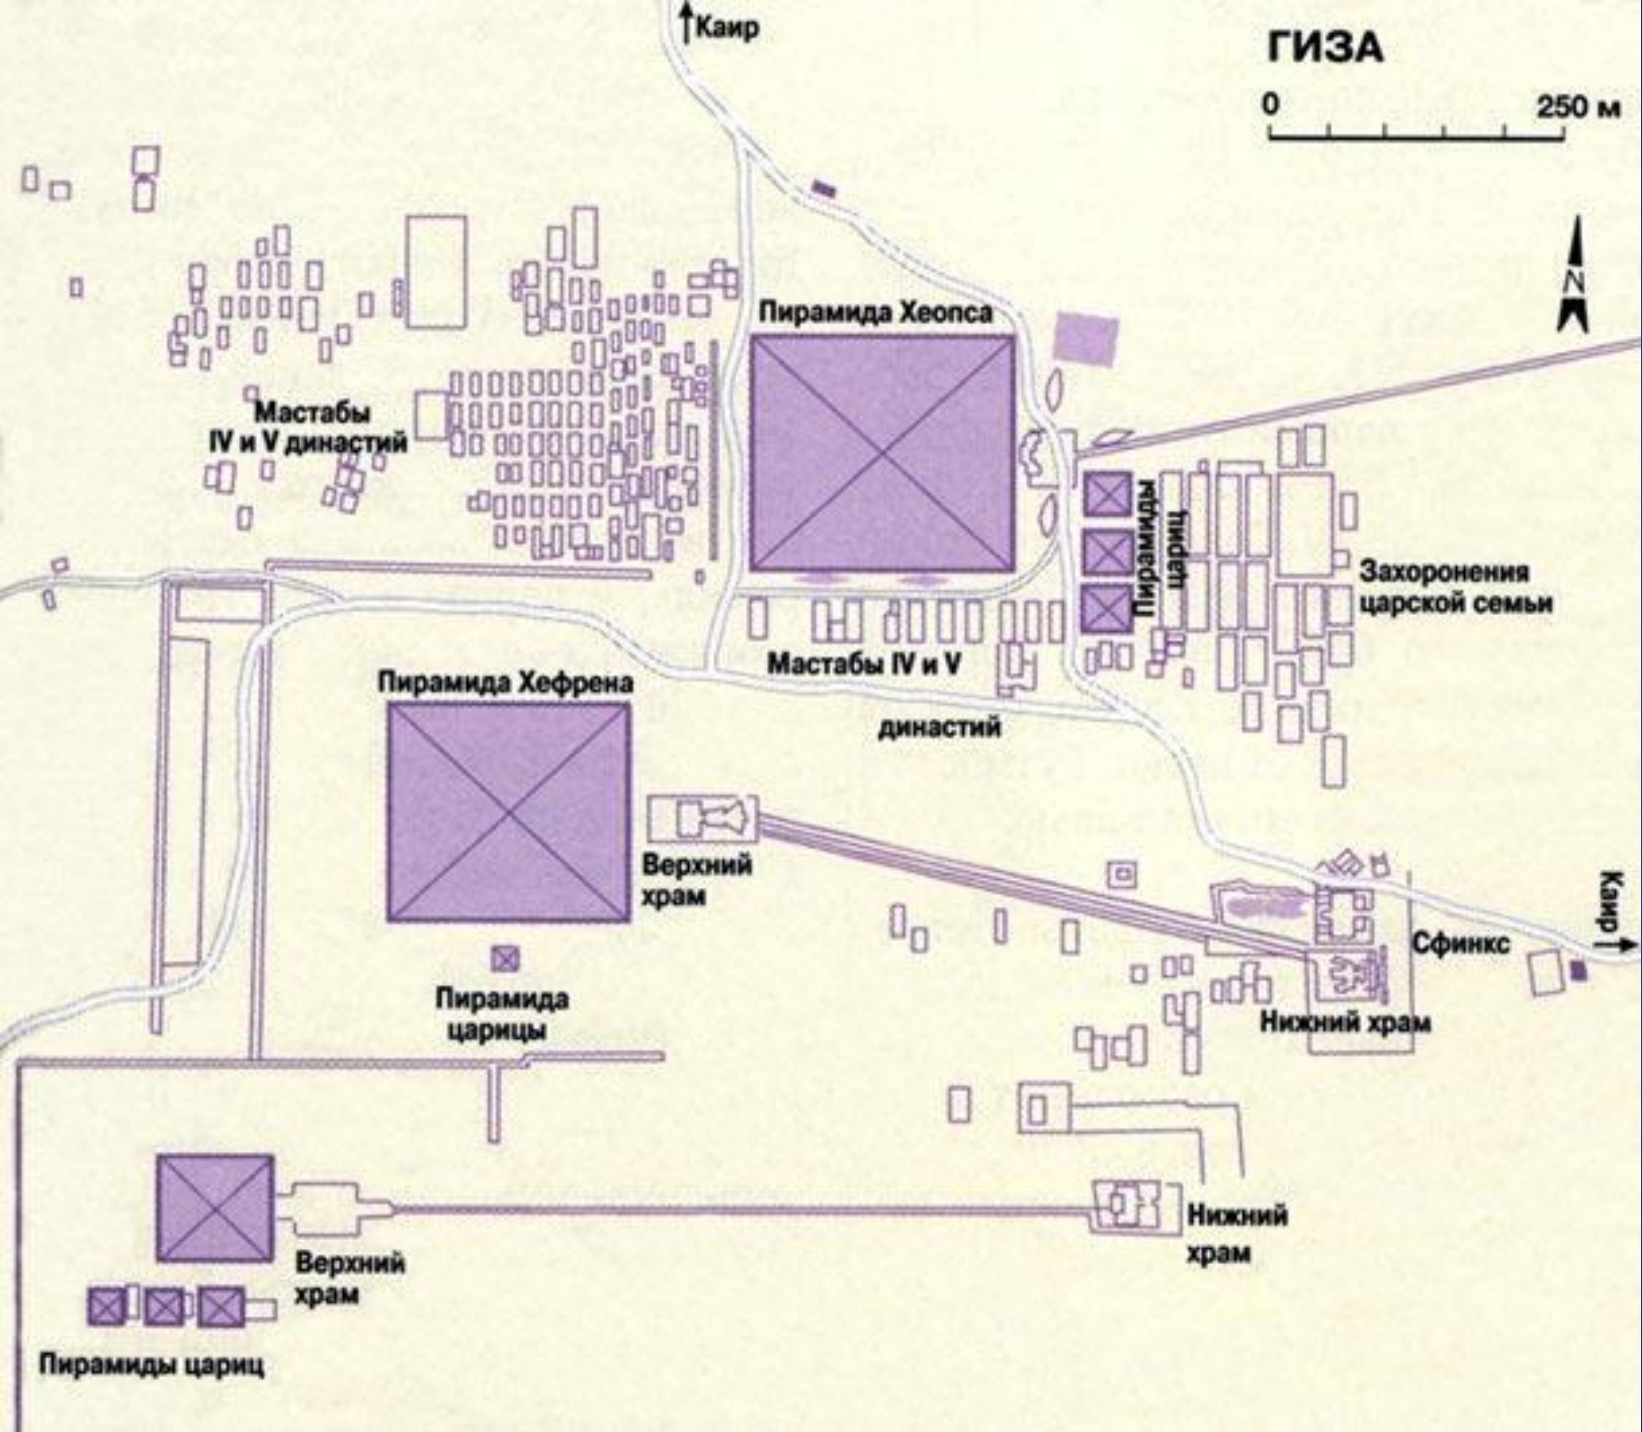 Каир
ГИЗА
0 250 м
N
Пирамида Хеопса
Мастабы
IV и V династий
Пирамиды
цариц
Захоронения
царской семьи
Мастабы IV и V
династий
Пирамида Хефрена
Верхний
храм
Каир
Сфинкс
Пирамида
царицы
Нижний храм
Нижний
храм
Верхний
храм
Пирамиды цариц